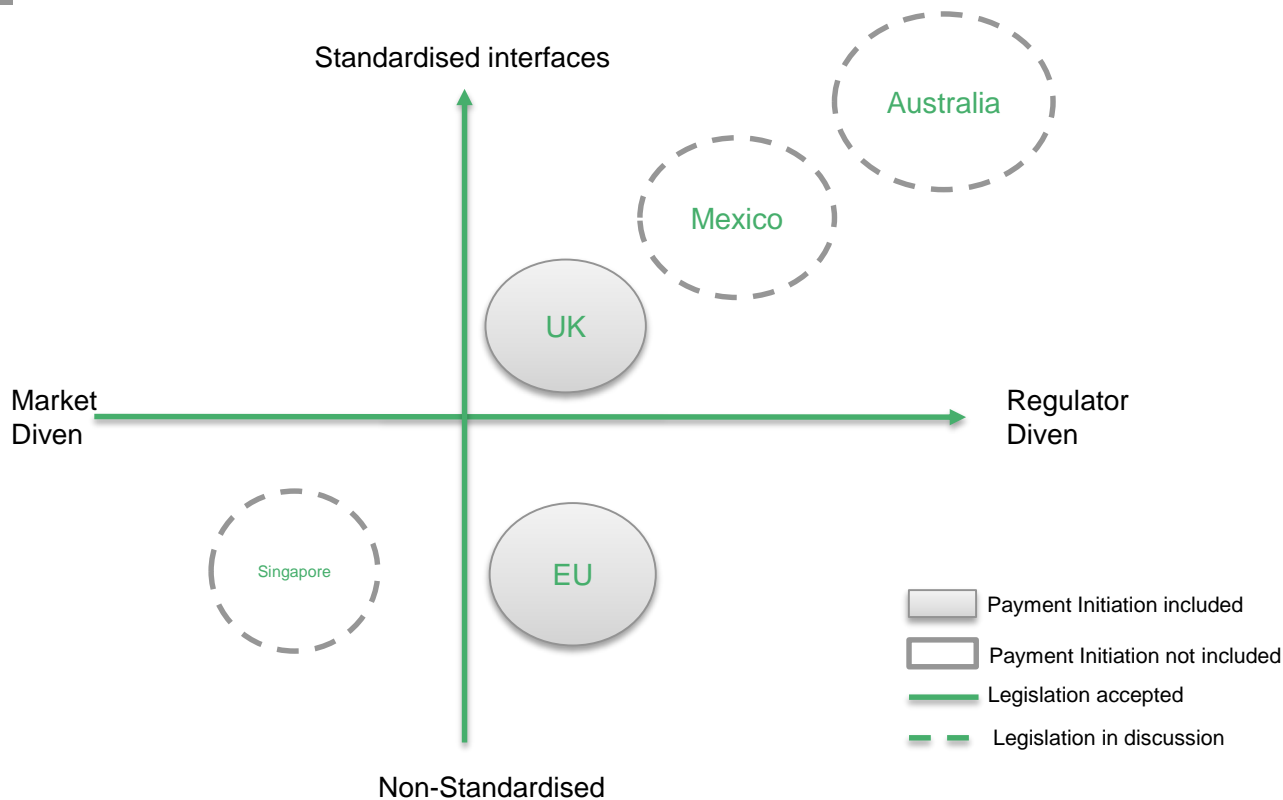 Standardised interfaces
Australia
Mexico
UK
Market
Diven
Regulator
Diven
Singapore
EU
Payment Initiation included
Payment Initiation not included
Legislation accepted
Legislation in discussion
Non-Standardised